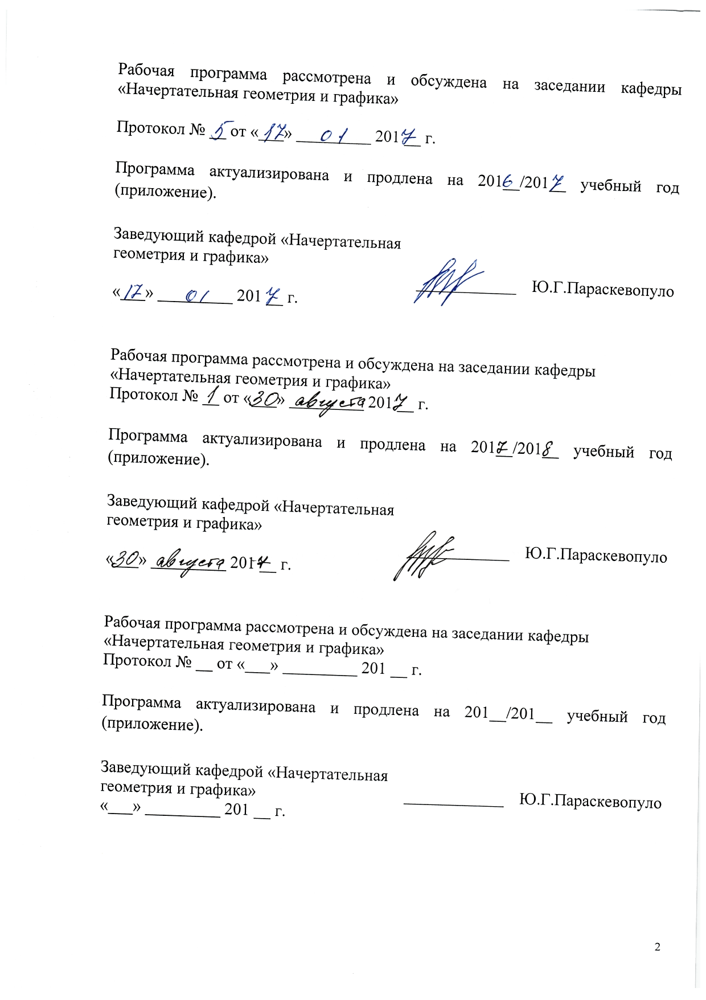 Рабочая программа рассмотрена и обсуждена на заседании кафедры
«Начертательная геометрия и графика»
Протокол № 5 от «17» 01 2017 г.
Программа актуализирована и продлена на 2016/2017 учебный год
(приложение).
Заведующий кафедрой «Начертательная
геометрия и графика»
«17» 01 2017 г. Ю.Г.Параскевопуло
Рабочая программа рассмотрена и обсуждена на заседании кафедры
«Начертательная геометрия и графика»
Протокол № 1 от «30» августа 2017 г.
Программа актуализирована и продлена на 2017/2018 учебный год
(приложение).
Заведующий кафедрой «Начертательная
геометрия и графика»
«30» августа 2017 г. Ю.Г.Параскевопуло
Рабочая программа рассмотрена и обсуждена на заседании кафедры
«Начертательная геометрия и графика»
Протокол № __ от «___» _________ 201 __ г.
Программа актуализирована и продлена на 201__/201__ учебный год
(приложение).
Заведующий кафедрой «Начертательная
геометрия и графика»
«___» _________ 201 __ г. ____________ Ю.Г.Параскевопуло
2